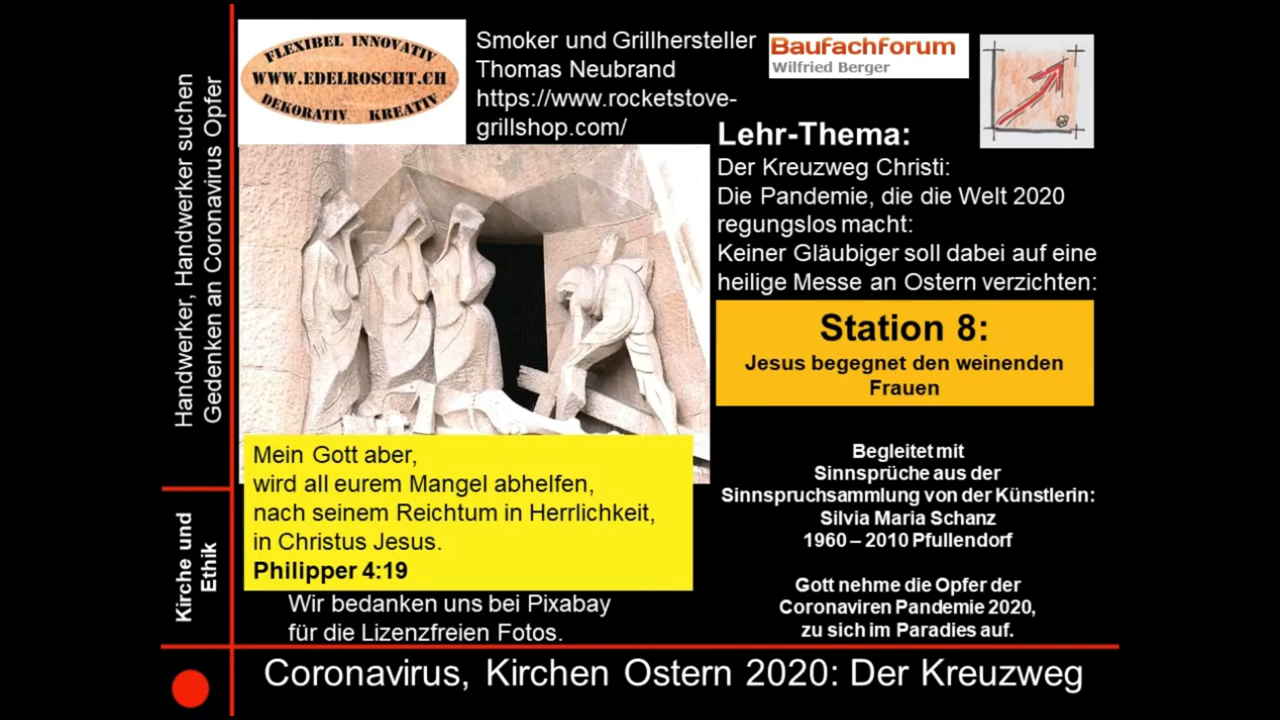 FLEXIBEL INNOVATIV
WWW.EDELROSCHT.CH
DEKORATIV KREATIV
Smoker und Grillhersteller
Thomas Neubrand
https://www.rocketstove-
grillshop.com/
Baufachforum
Wilfried Berger
Lehr-Thema:
Der Kreuzweg Christi:
Die Pandemie, die die Welt 2020
regungslos macht:
Keiner Gläubiger soll dabei auf eine
heilige Messe an Ostern verzichten:
Station 8:
Jesus begegnet den weinenden
Frauen
Handwerker, Handwerker suchen
Gedenken an Coronavirus Opfer
Mein Gott aber,
wird all eurem Mangel abhelfen,
nach seinem Reichtum in Herrlichkeit,
in Christus Jesus.
Philipper 4:19
Wir bedanken uns bei Pixabay
für die Lizenzfreien Fotos.
Begleitet mit
Sinnsprüche aus der
Sinnspruchsammlung von der Künstlerin:
Silvia Maria Schanz
1960 – 2010 Pfullendorf
Gott nehme die Opfer der
Coronaviren Pandemie 2020,
zu sich im Paradies auf.
Kirche und
Ethik
Coronavirus, Kirchen Ostern 2020: Der Kreuzweg